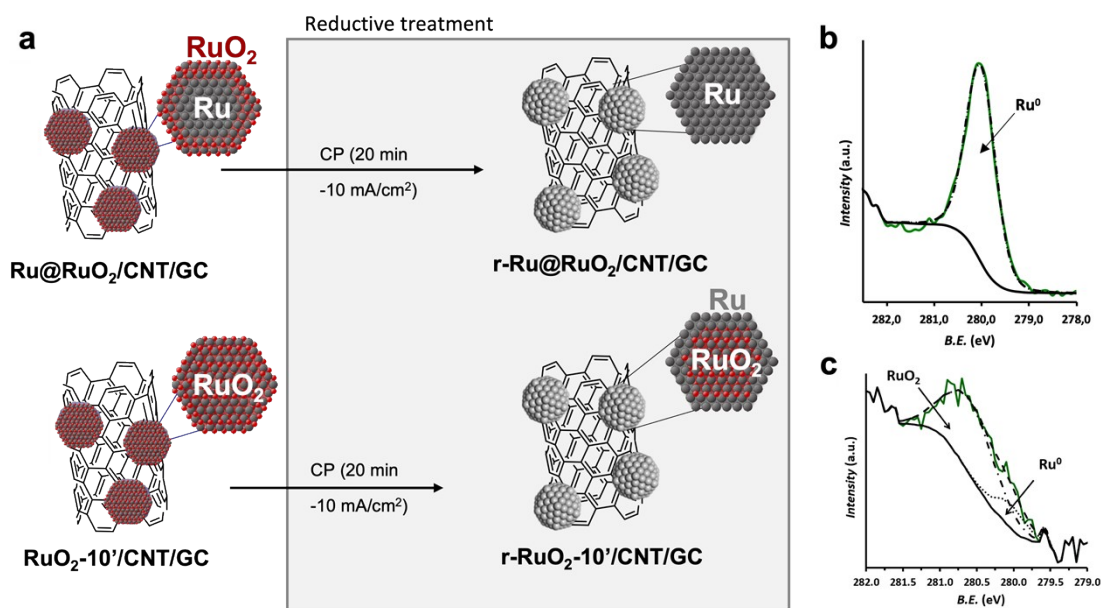 Reductive treatment
a
RuO2
Ru
CP (20 min
-10 mA/cm2)
Ru
Ru@RuO2/CNT/GC
r-Ru@RuO2/CNT/GC
RuO2
CP (20 min
-10 mA/cm2)
Ru
RuO2
RuO2-10’/CNT/GC
r-RuO2-10’/CNT/GC
b
Ru0
Intensity (a.u.)
282,0 281,0 280,0 279,0 278,0
B.E. (eV)
c
RuO2
Ru0
Intensity (a.u.)
282.0 281.5 281.0 280.5 280.0 279.5 279.0
B.E. (eV)